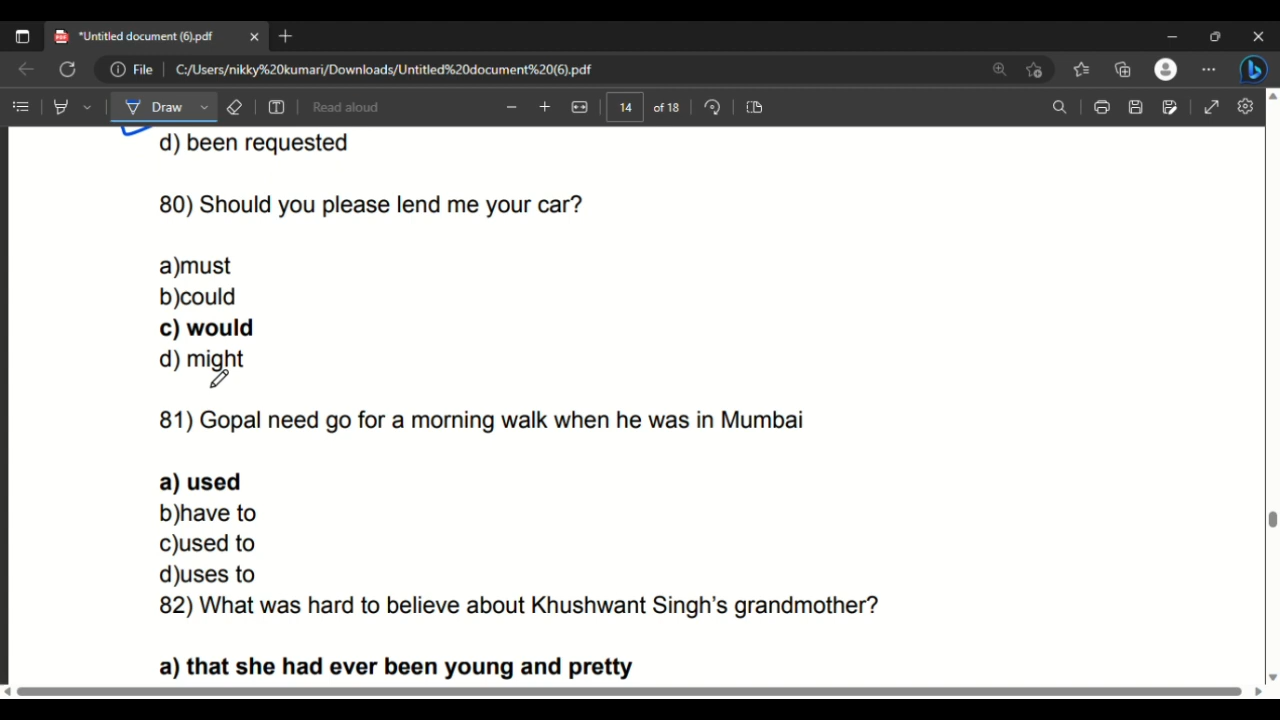 *Untitled document (6).pdf
File
C:/Users/nikky%20kumari/Downloads/Untitled%20document%20(6).pdf
Draw
Read aloud
14
of 18
d) been requested
80) Should you please lend me your car?
a)must
b)could
c) would
d) might
81) Gopal need go for a morning walk when he was in Mumbai
a) used
b)have to
c)used to
d)uses to
82) What was hard to believe about Khushwant Singh's grandmother?
a) that she had ever been young and pretty